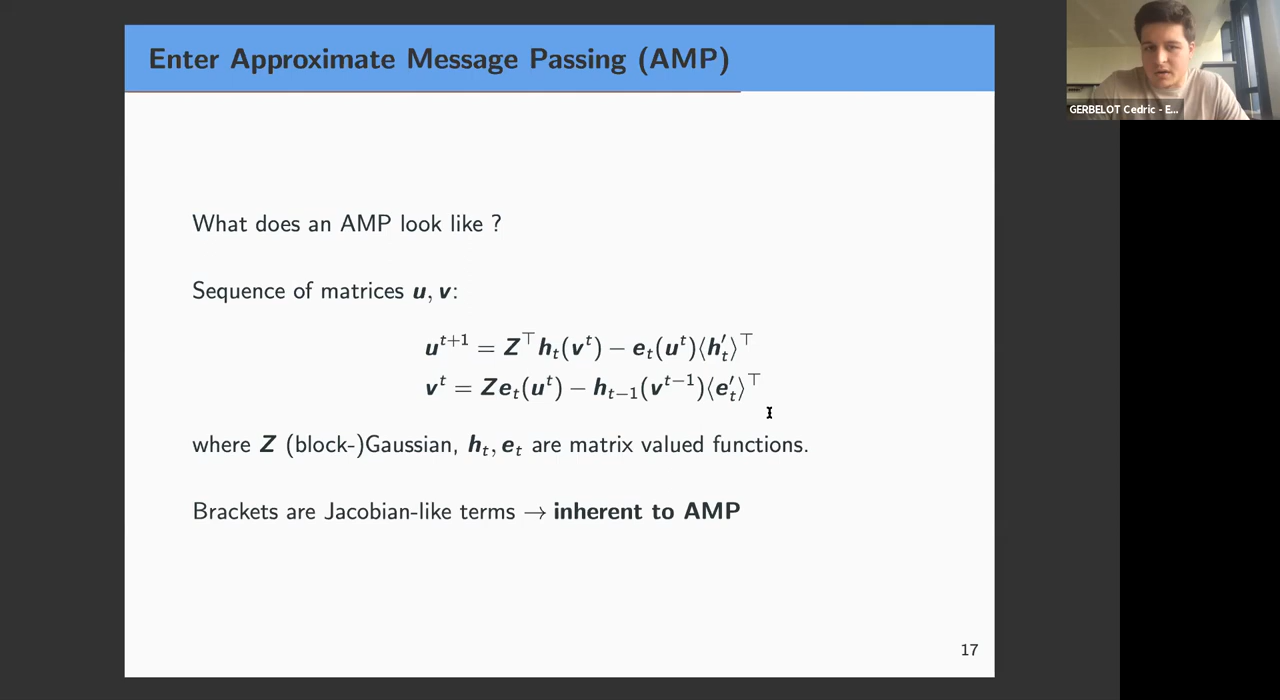 Enter Approximate Message Passing (AMP)
GERBELOT Cedric - E...
What does an AMP look like ?
Sequence of matrices u, v:
u^{t+1} = Z^⊤ h_t(v^t) − e_t(u^t)⟨h′_t⟩^⊤
v^t = Ze_t(u^t) − h_{t−1}(v^{t−1})⟨e′_t⟩^⊤
where Z (block-)Gaussian, h_t, e_t are matrix valued functions.
Brackets are Jacobian-like terms → inherent to AMP
17